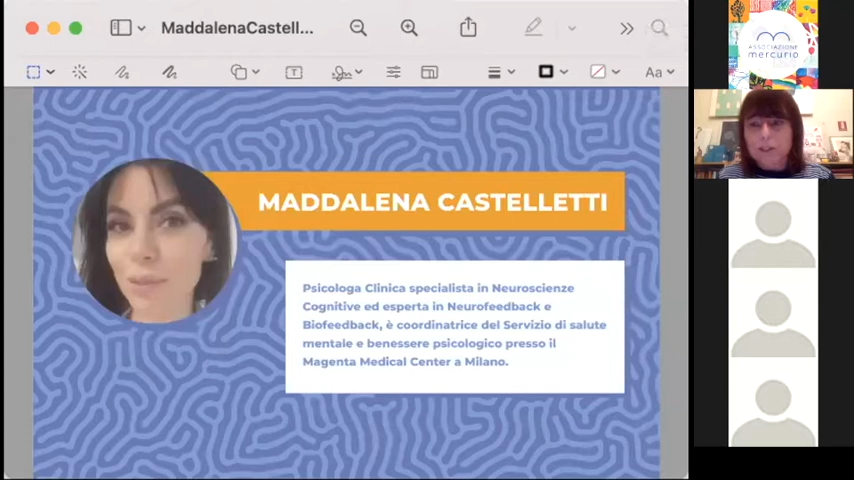 MaddalenaCastell...
Aa
ASSOCIAZIONE
mercurio
MADDALENA CASTELLETTI
Psicologa Clinica specialista in Neuroscienze
Cognitive ed esperta in Neurofeedback e
Biofeedback, è coordinatrice del Servizio di salute
mentale e benessere psicologico presso il
Magenta Medical Center a Milano.